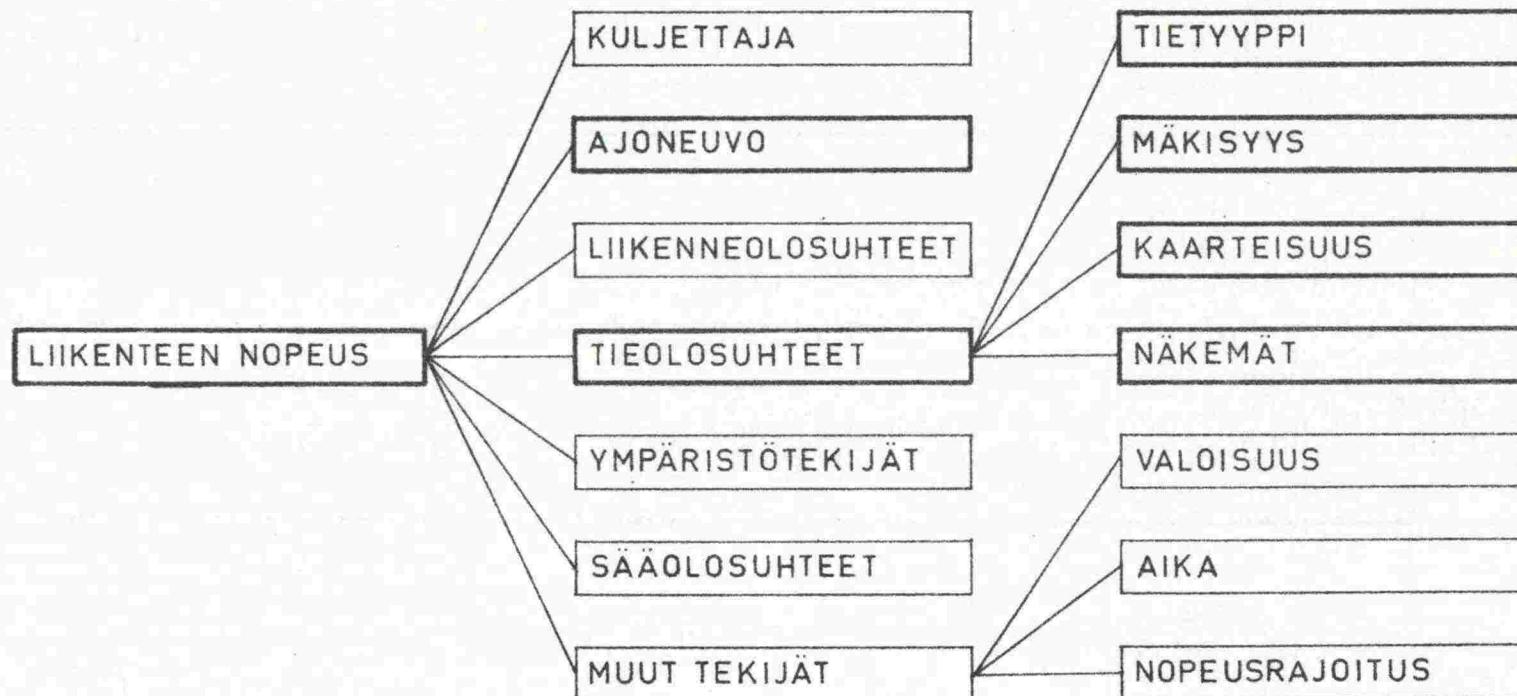 KULJETTAJA
TIETYYPPI
AJONEUVO
MÄKISYYS
LIIKENNEOLOSUHTEET
KAARTEISUUS
LIIKENTEEN NOPEUS
TIEOLOSUHTEET
NÄKEMÄT
YMPÄRISTÖTEKIJÄT
VALOISUUS
SÄÄOLOSUHTEET
AIKA
MUUT TEKIJÄT
NOPEUSRAJOITUS